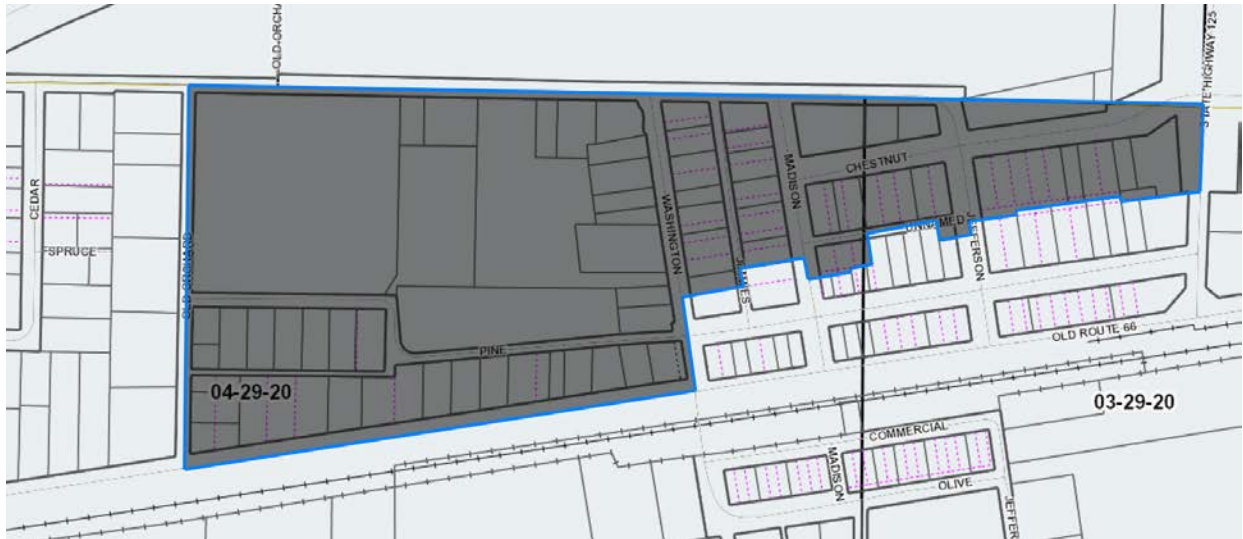 OLD ORCHA
STATE HIGHWAY 125
CEDAR
SPRUCE
OLD ORCHARD
WASHINGTON
MADISON
CHESTNUT
JEFFERSON
PINE
OLD ROUTE 66
04-29-20
03-29-20
COMMERCIAL
MADISON
OLIVE
JEFFER